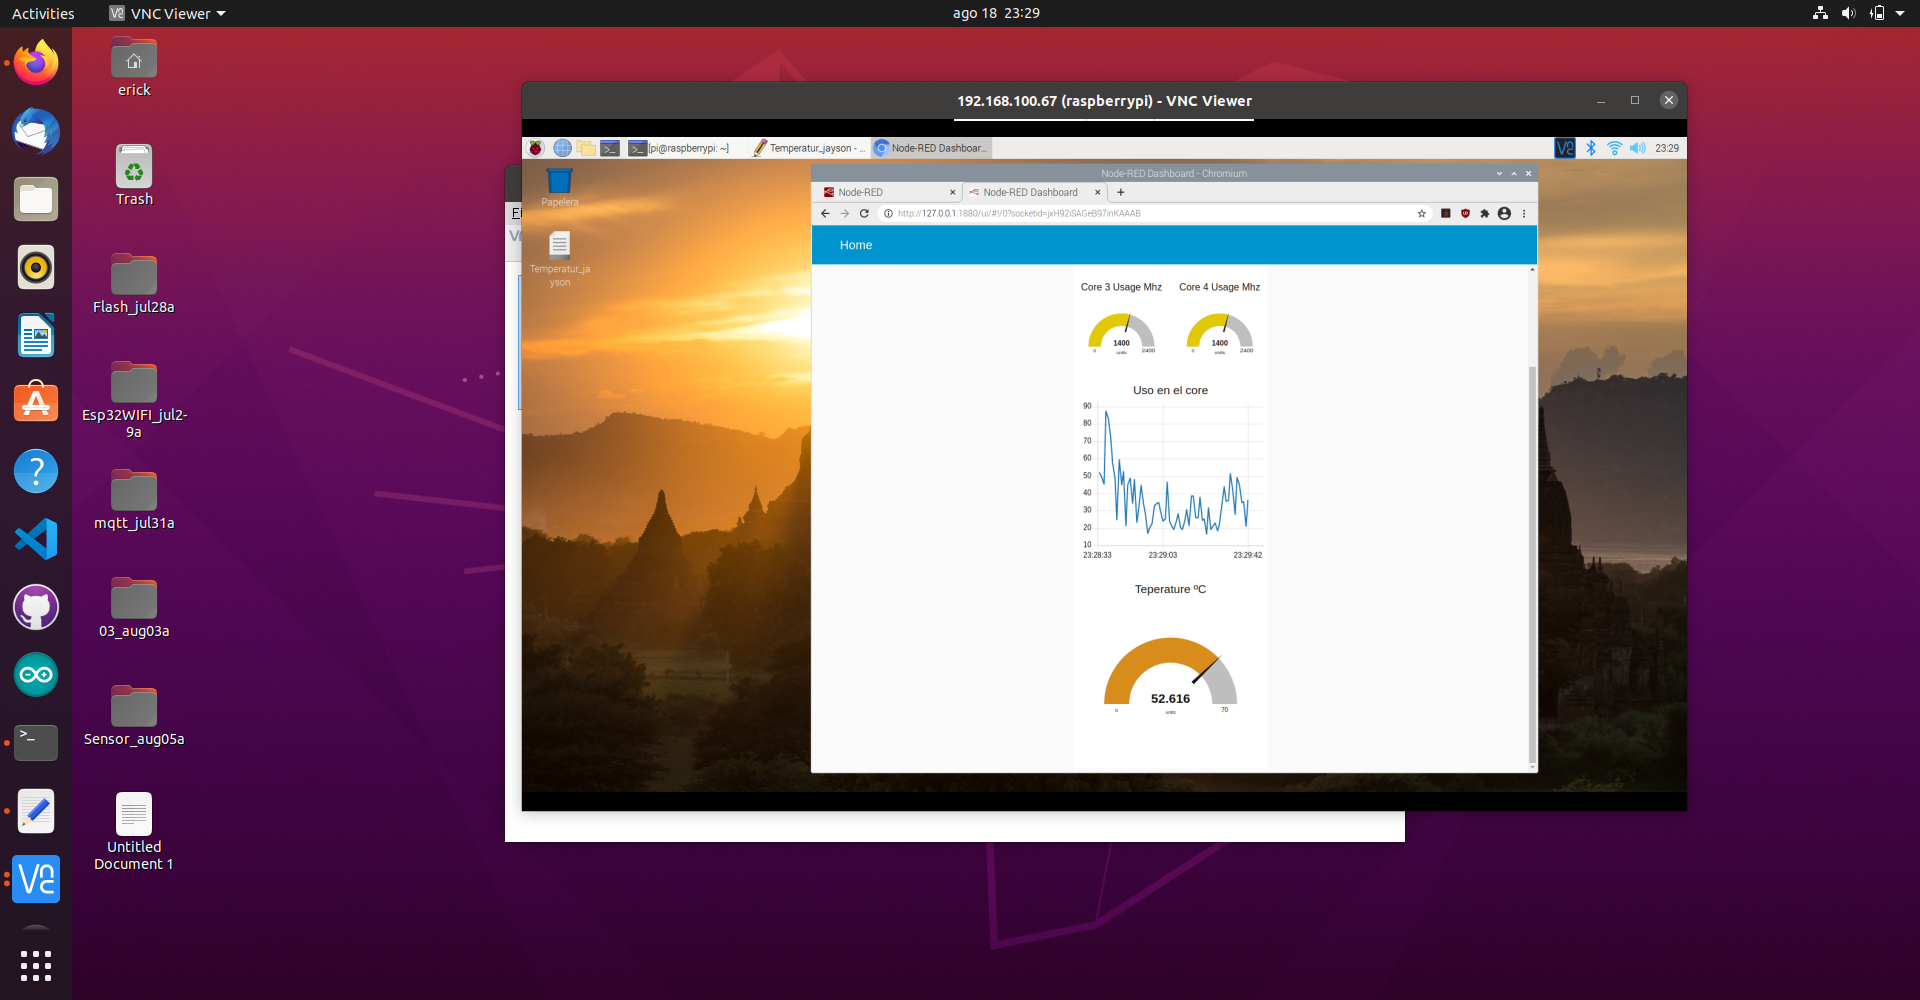 Activities
VNC Viewer
ago 18 23:29
erick
Trash
Flash_jul28a
Esp32WIFI_jul2-
9a
mqtt_jul31a
03_aug03a
Sensor_aug05a
Untitled
Document 1
192.168.100.67 (raspberrypi) - VNC Viewer
[pi@raspberrypi: ~]
Temperatur_jayson - ...
Node-RED Dashboar...
23:29
Papelera
Temperatur_ja
yson
Node-RED Dashboard - Chromium
Node-RED
Node-RED Dashboard
http://127.0.0.1:1880/ui/#!/0?socketid=jxH92iSAGeB97inKAAAB
Home
Core 3 Usage Mhz
Core 4 Usage Mhz
1400
units
0
2400
1400
units
0
2400
Uso en el core
90
80
70
60
50
40
30
20
10
23:28:33
23:29:03
23:29:42
Teperature ºC
52.616
units
0
70